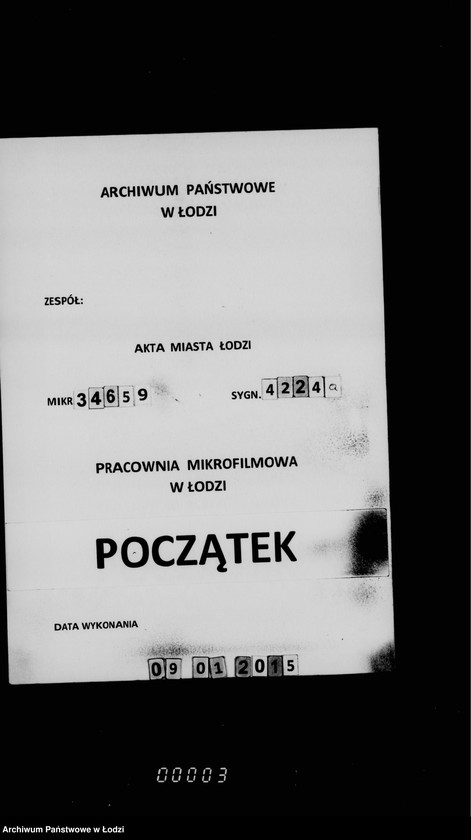 ARCHIWUM PAŃSTWOWE
W ŁODZI
ZESPÓŁ:
AKTA MIASTA ŁODZI
MIKR 34659 SYGN. 4224a
PRACOWNIA MIKROFILMOWA
W ŁODZI
POCZĄTEK
DATA WYKONANIA
09 01 2015
00003
Archiwum Państwowe w Łodzi